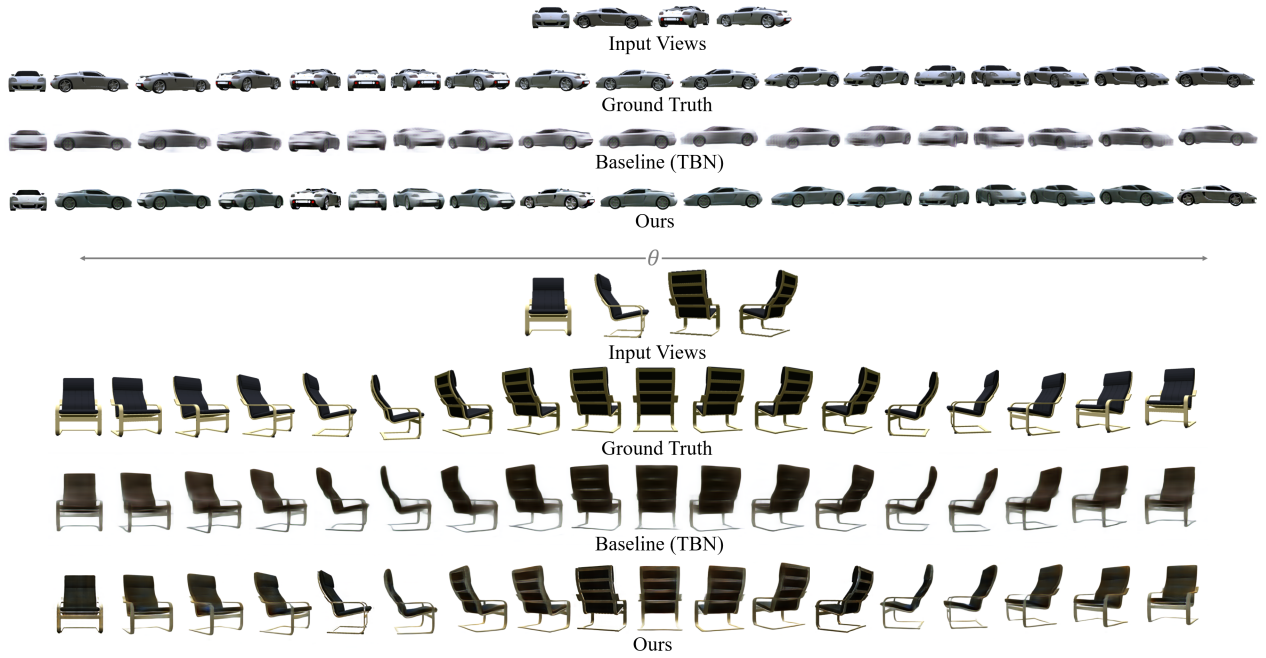 Input Views
Ground Truth
Baseline (TBN)
Ours
θ
Input Views
Ground Truth
Baseline (TBN)
Ours